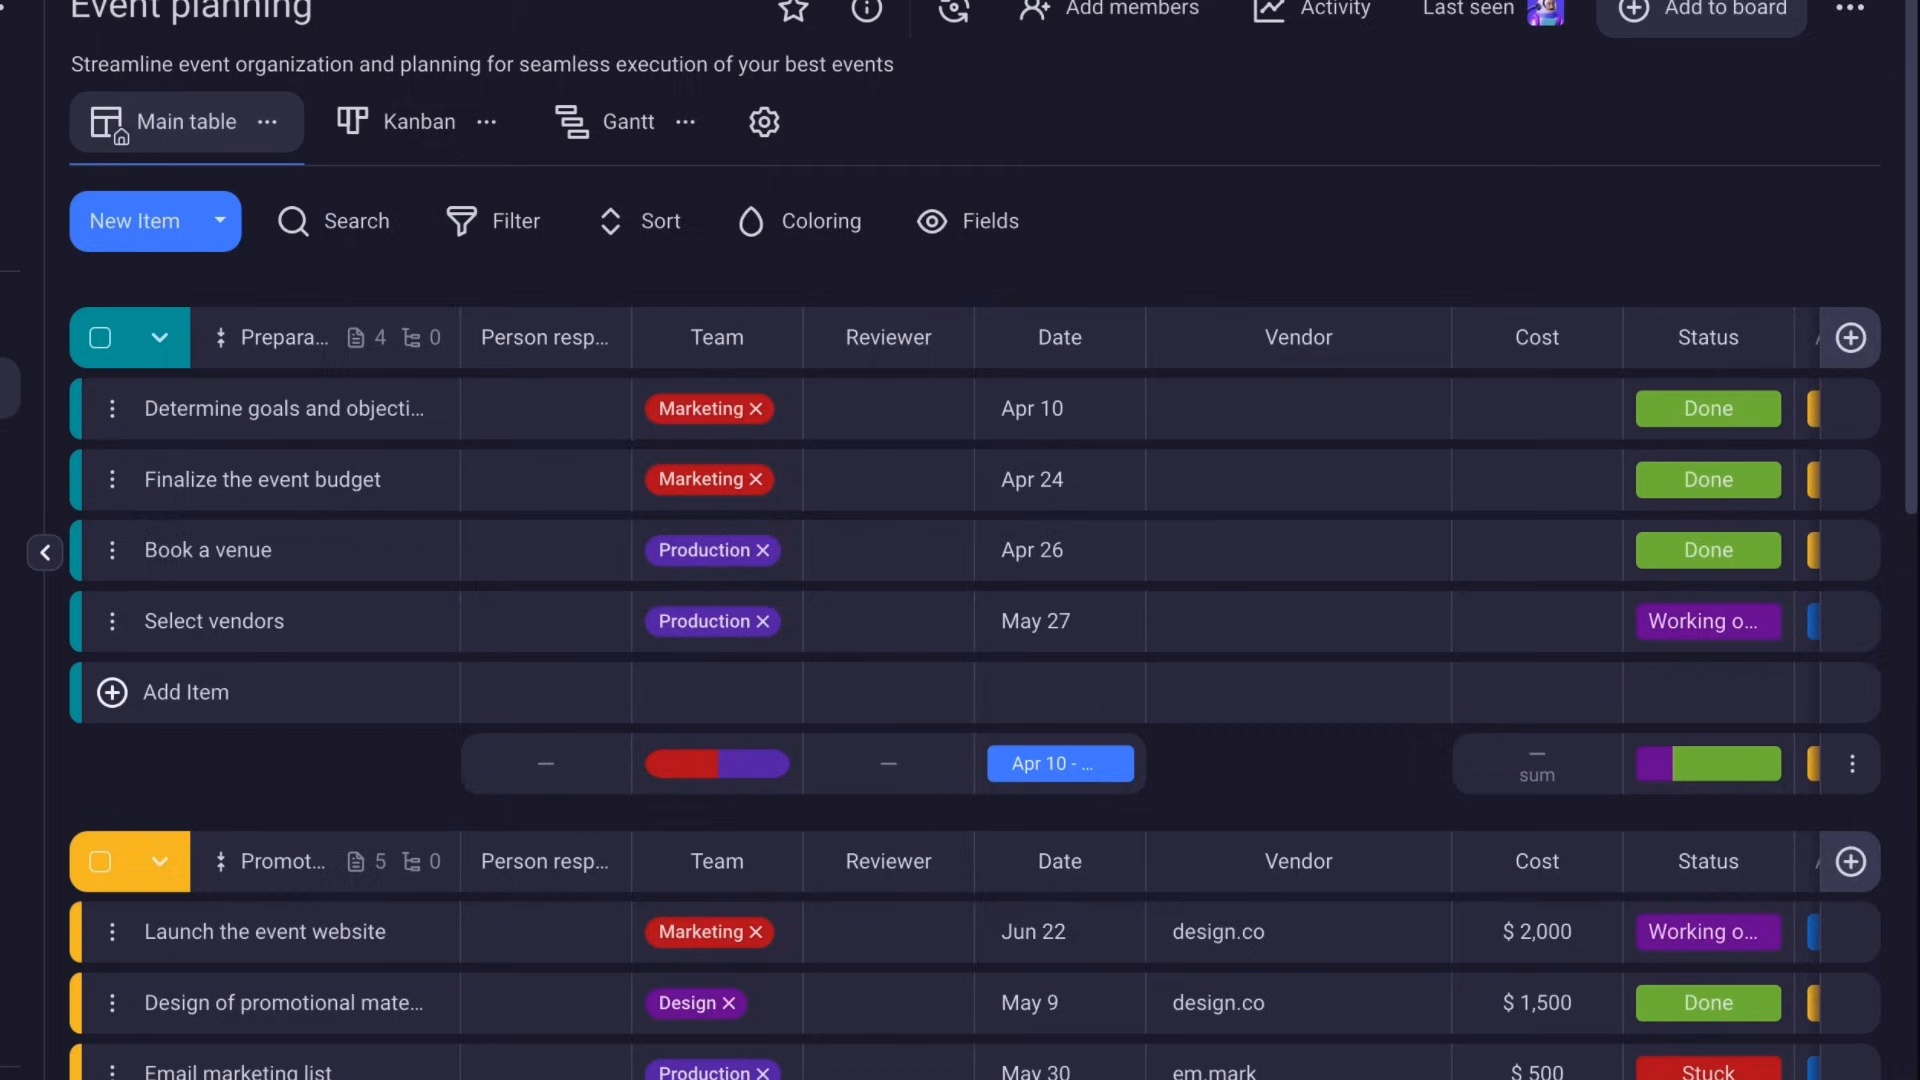 Event planning
Add members
Activity
Last seen
Add to board
Streamline event organization and planning for seamless execution of your best events
Main table
Kanban
Gantt
New Item
Search
Filter
Sort
Coloring
Fields
Prepara... 4 0 Person resp... Team Reviewer Date Vendor Cost Status
Determine goals and objecti... Marketing Apr 10 Done
Finalize the event budget Marketing Apr 24 Done
Book a venue Production Apr 26 Done
Select vendors Production May 27 Working o...
Add Item
— — Apr 10 - ... —
sum
Promot... 5 0 Person resp... Team Reviewer Date Vendor Cost Status
Launch the event website Marketing Jun 22 design.co $ 2,000 Working o...
Design of promotional mate... Design May 9 design.co $ 1,500 Done
Email marketing list Production May 30 em.mark $ 500 Stuck